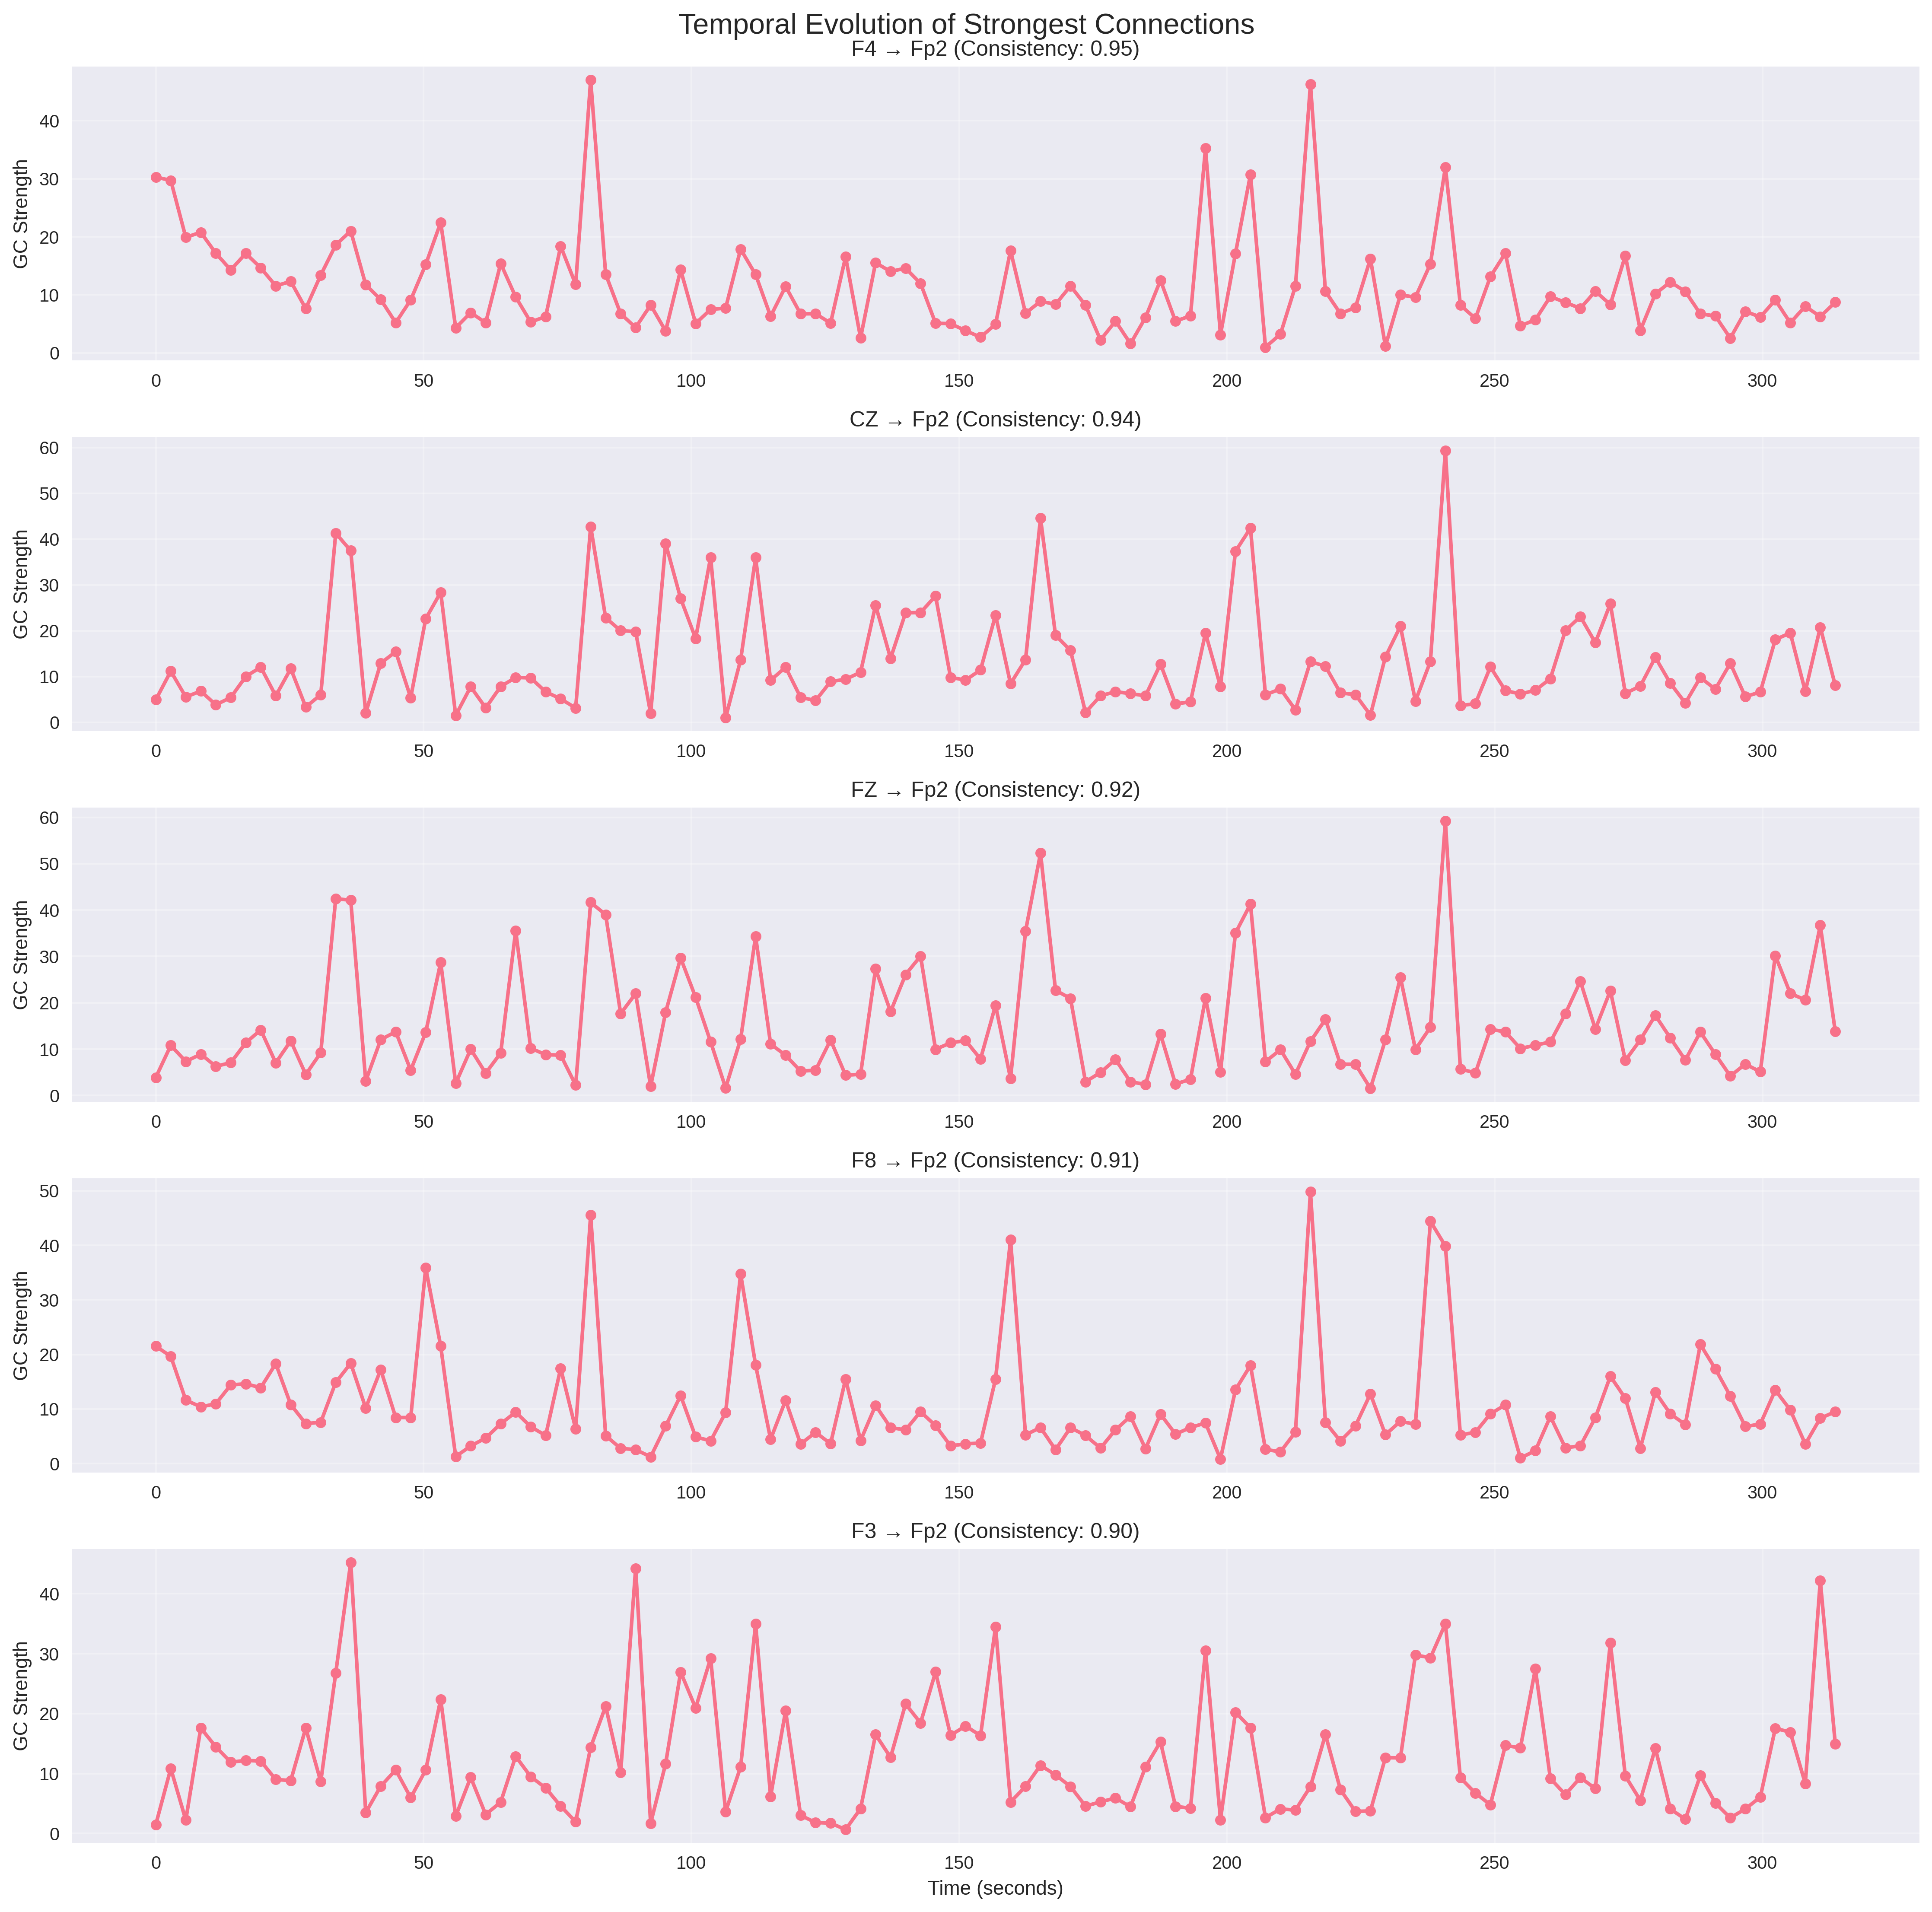 Temporal Evolution of Strongest Connections
F4 → Fp2 (Consistency: 0.95)
GC Strength
40
30
20
10
0
0 50 100 150 200 250 300
CZ → Fp2 (Consistency: 0.94)
GC Strength
60
50
40
30
20
10
0
0 50 100 150 200 250 300
FZ → Fp2 (Consistency: 0.92)
GC Strength
60
50
40
30
20
10
0
0 50 100 150 200 250 300
F8 → Fp2 (Consistency: 0.91)
GC Strength
50
40
30
20
10
0
0 50 100 150 200 250 300
F3 → Fp2 (Consistency: 0.90)
GC Strength
40
30
20
10
0
0 50 100 150 200 250 300
Time (seconds)